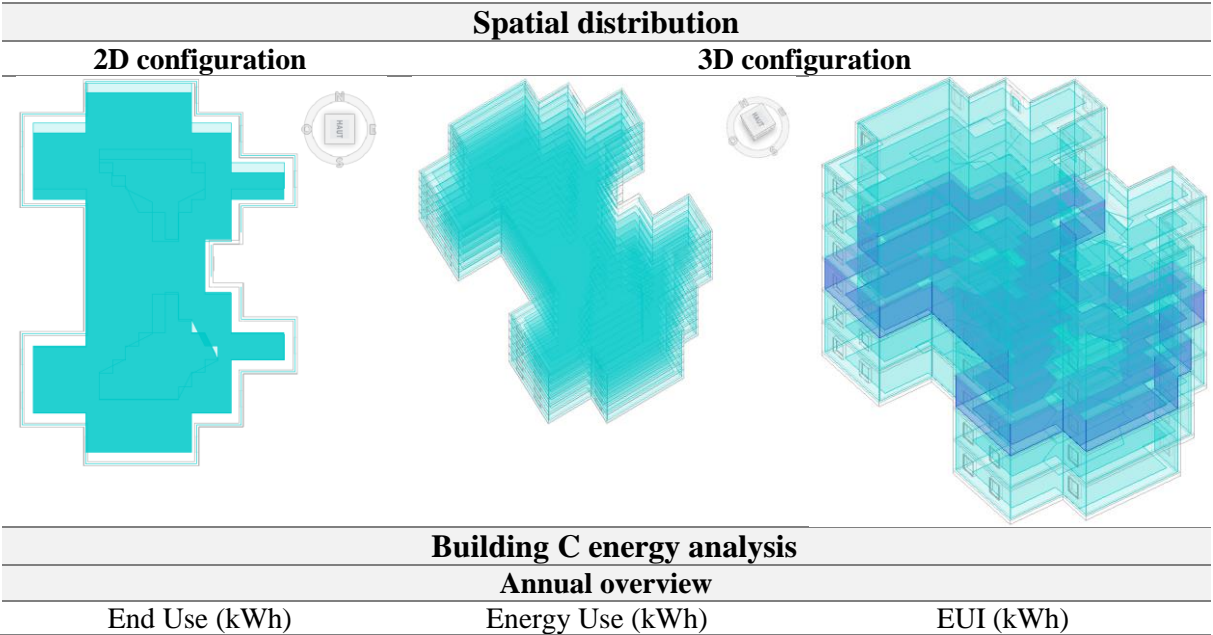 Spatial distribution
2D configuration 3D configuration
HAUT HAUT
Building C energy analysis
Annual overview
End Use (kWh) Energy Use (kWh) EUI (kWh)